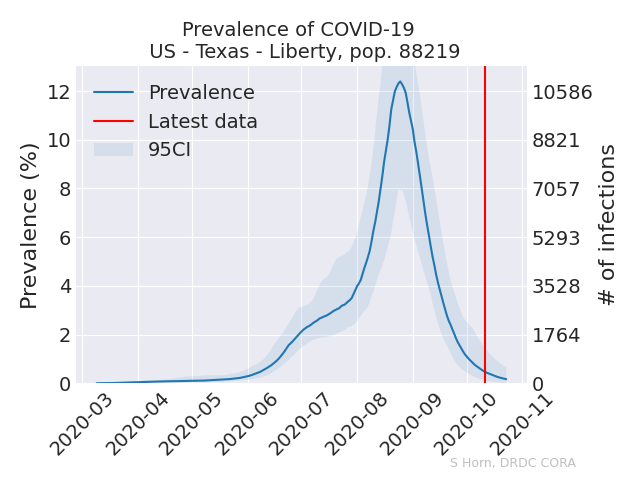 Prevalence of COVID-19
US - Texas - Liberty, pop. 88219
Prevalence
Latest data
95CI
Prevalence (%)
12
10
8
6
4
2
0
10586
8821
7057
5293
3528
1764
0
# of infections
2020-03
2020-04
2020-05
2020-06
2020-07
2020-08
2020-09
2020-10
2020-11
S Horn, DRDC CORA